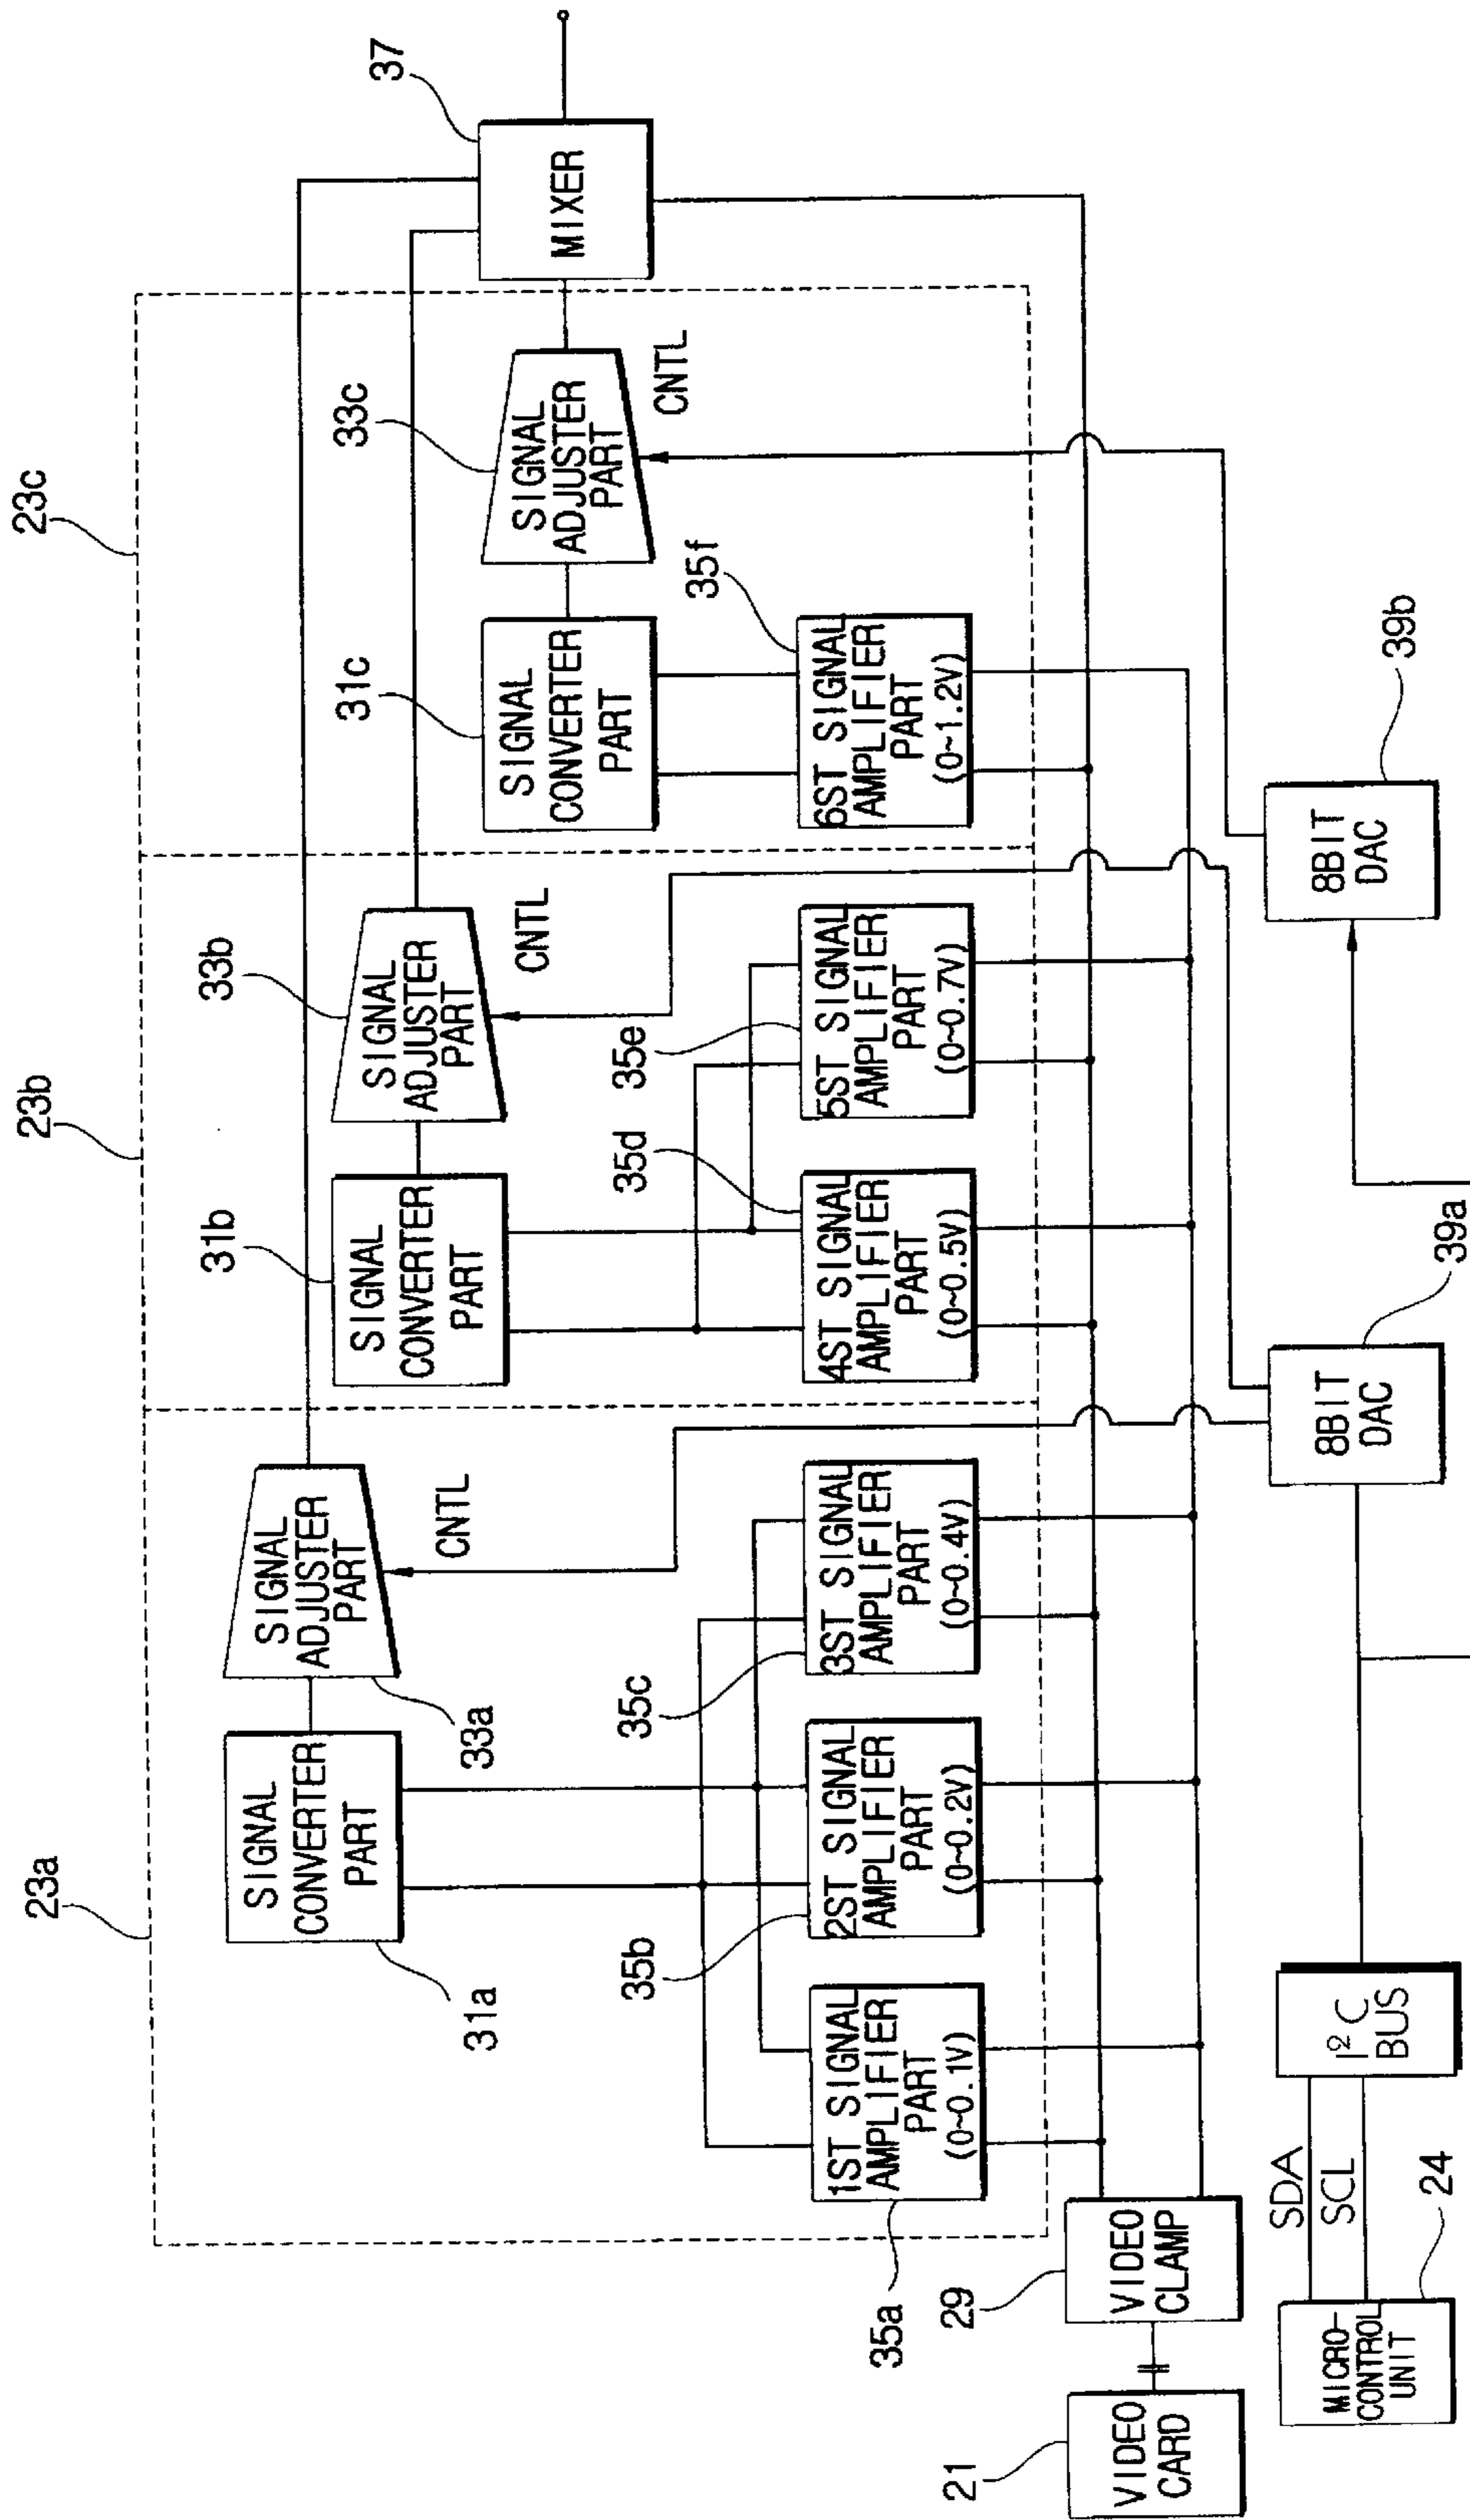 23a
23b
23c
SIGNAL
CONVERTER
PART
31a
SIGNAL
ADJUSTER
PART
33a
CNTL
SIGNAL
CONVERTER
PART
31b
SIGNAL
ADJUSTER
PART
33b
CNTL
SIGNAL
CONVERTER
PART
31c
SIGNAL
ADJUSTER
PART
33c
CNTL
MIXER
37
1ST SIGNAL
AMPLIFIER
PART
(0~0.1V)
35a
2ST SIGNAL
AMPLIFIER
PART
(0~0.2V)
35b
3ST SIGNAL
AMPLIFIER
PART
(0~0.4V)
35c
4ST SIGNAL
AMPLIFIER
PART
(0~0.5V)
35d
5ST SIGNAL
AMPLIFIER
PART
(0~0.7V)
35e
6ST SIGNAL
AMPLIFIER
PART
(0~1.2V)
35f
21
VIDEO
CARD
29
VIDEO
CLAMP
MICRO-
CONTROL
UNIT
24
SDA
SCL
I²C
BUS
8BIT
DAC
39a
8BIT
DAC
39b